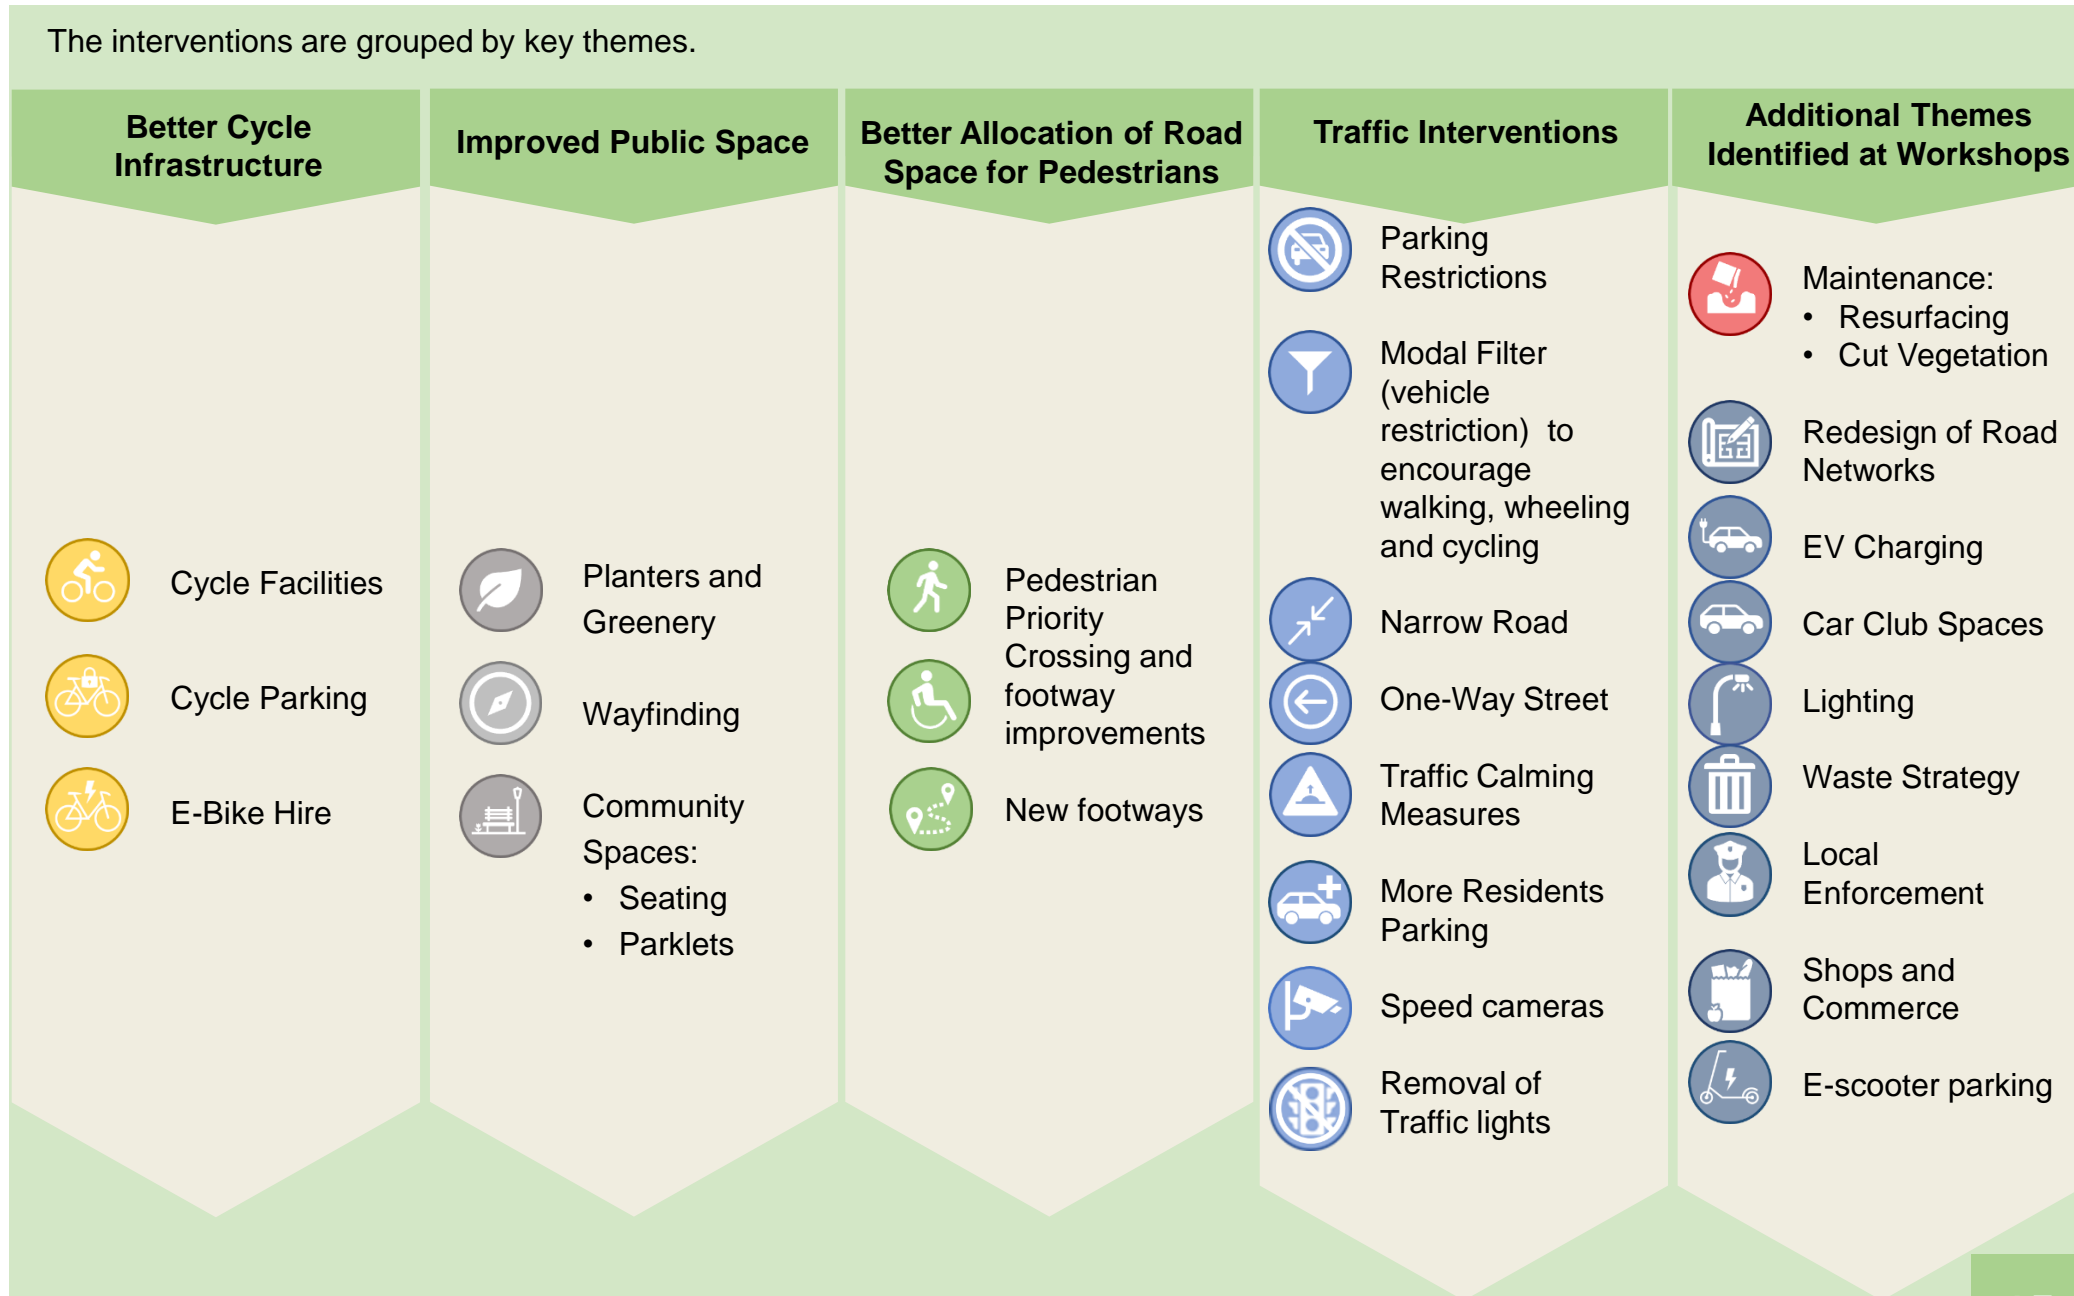 The interventions are grouped by key themes.
Better Cycle
Infrastructure
Cycle Facilities
Cycle Parking
E-Bike Hire
Improved Public Space
Planters and
Greenery
Wayfinding
Community
Spaces:
• Seating
• Parklets
Better Allocation of Road
Space for Pedestrians
Pedestrian
Priority
Crossing and
footway
improvements
New footways
Traffic Interventions
Parking
Restrictions
Modal Filter
(vehicle
restriction) to
encourage
walking, wheeling
and cycling
Narrow Road
One-Way Street
Traffic Calming
Measures
More Residents
Parking
Speed cameras
Removal of
Traffic lights
Additional Themes
Identified at Workshops
Maintenance:
• Resurfacing
• Cut Vegetation
Redesign of Road
Networks
EV Charging
Car Club Spaces
Lighting
Waste Strategy
Local
Enforcement
Shops and
Commerce
E-scooter parking